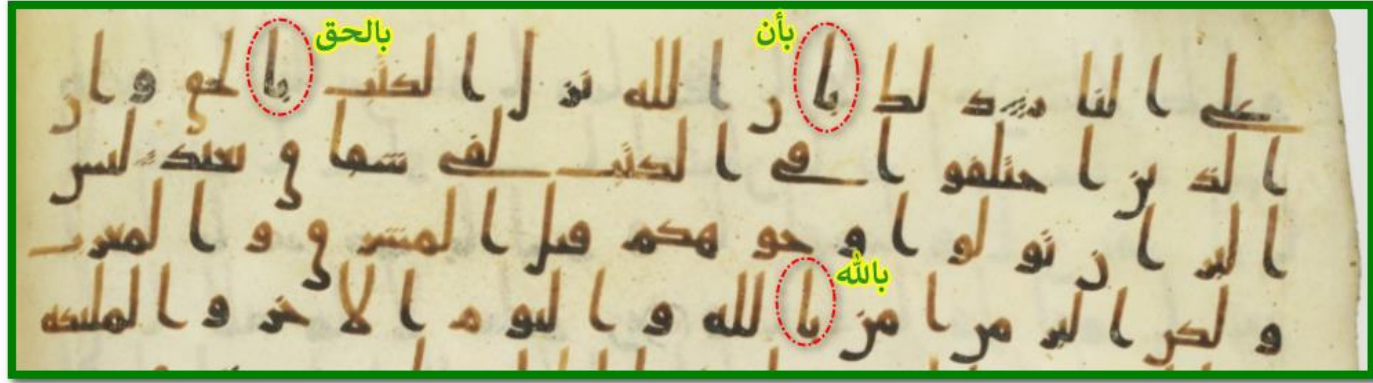 بالحق بأن
على النار ذلك بان الله نزل الكتب بالحق وان
الذين اختلفوا في الكتب لفي شقاق بعيد ليس
البر ان تولوا وجوهكم قبل المشرق والمغرب
بالله
ولكن البر من امن بالله واليوم الاخر والملئكة